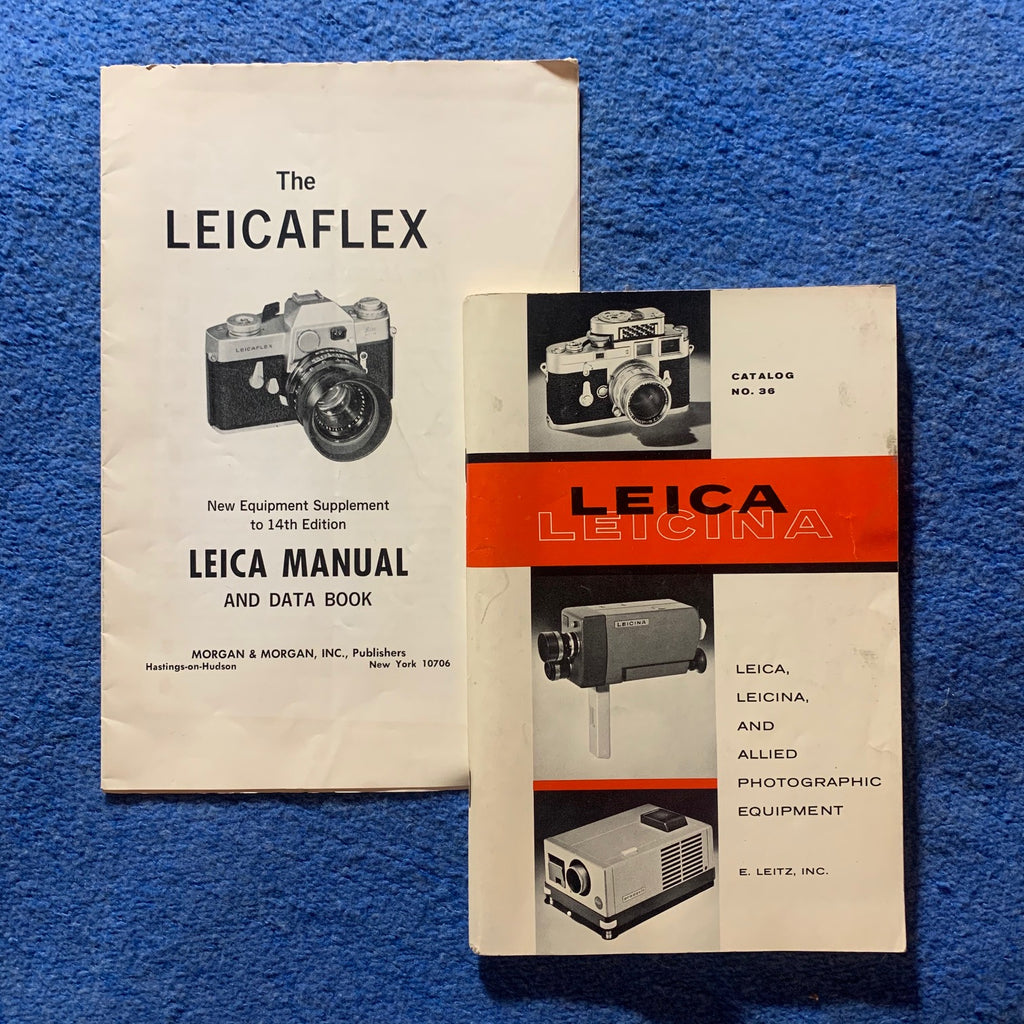 The
LEICAFLEX
LEICAFLEX
New Equipment Supplement
to 14th Edition
LEICA MANUAL
AND DATA BOOK
MORGAN & MORGAN, INC., Publishers
Hastings-on-Hudson New York 10706
CATALOG
NO. 36
LEICA
LEICINA
LEICINA
LEICA,
LEICINA,
AND
ALLIED
PHOTOGRAPHIC
EQUIPMENT
E. LEITZ, INC.